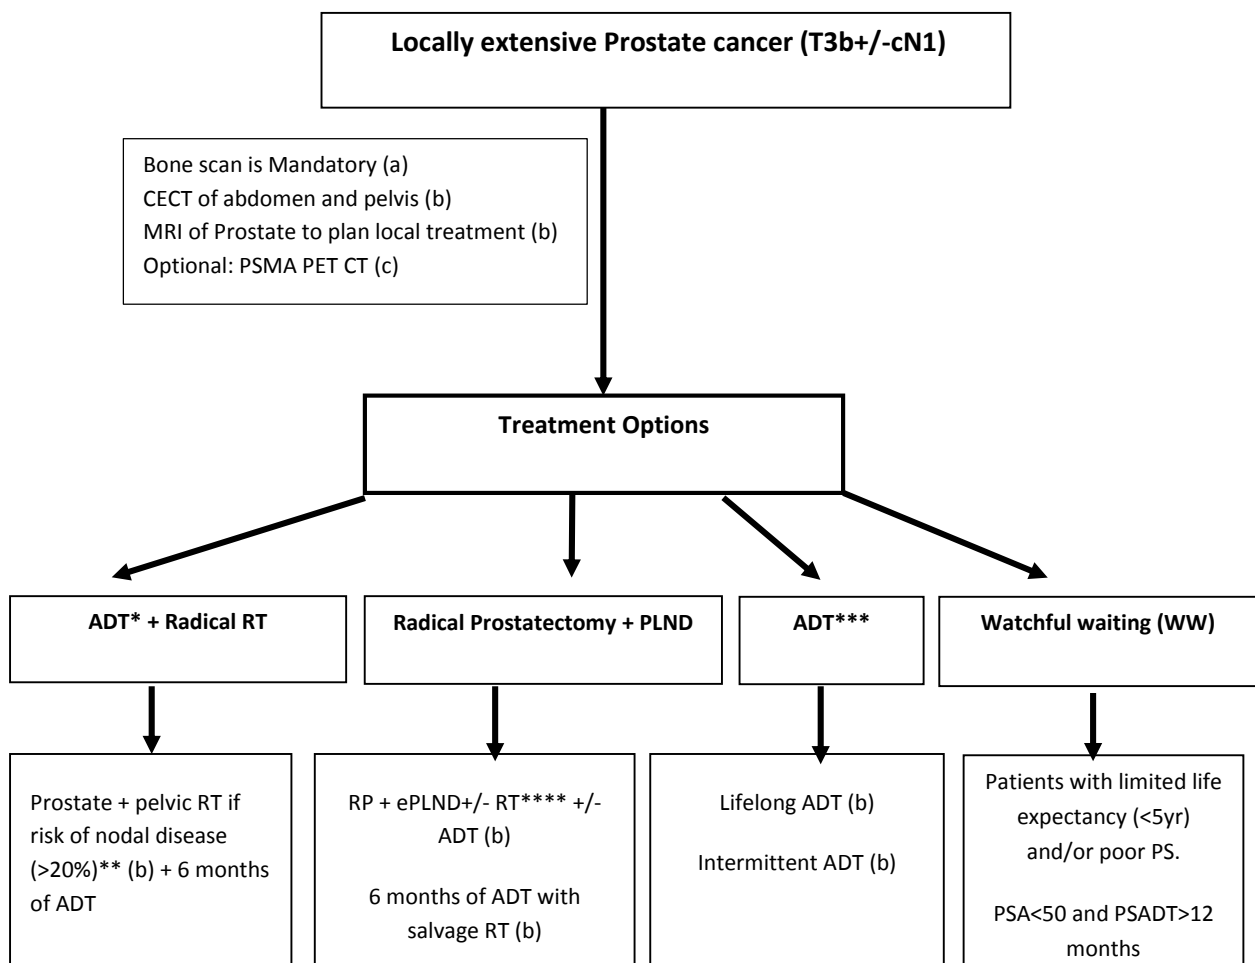 Locally extensive Prostate cancer (T3b+/-cN1)
Bone scan is Mandatory (a)
CECT of abdomen and pelvis (b)
MRI of Prostate to plan local treatment (b)
Optional: PSMA PET CT (c)
Treatment Options
ADT* + Radical RT
Radical Prostatectomy + PLND
ADT***
Watchful waiting (WW)
Prostate + pelvic RT if
risk of nodal disease
(>20%)** (b) + 6 months
of ADT
RP + ePLND+/- RT**** +/-
ADT (b)
6 months of ADT with
salvage RT (b)
Lifelong ADT (b)
Intermittent ADT (b)
Patients with limited life
expectancy (<5yr)
and/or poor PS.
PSA<50 and PSADT>12
months